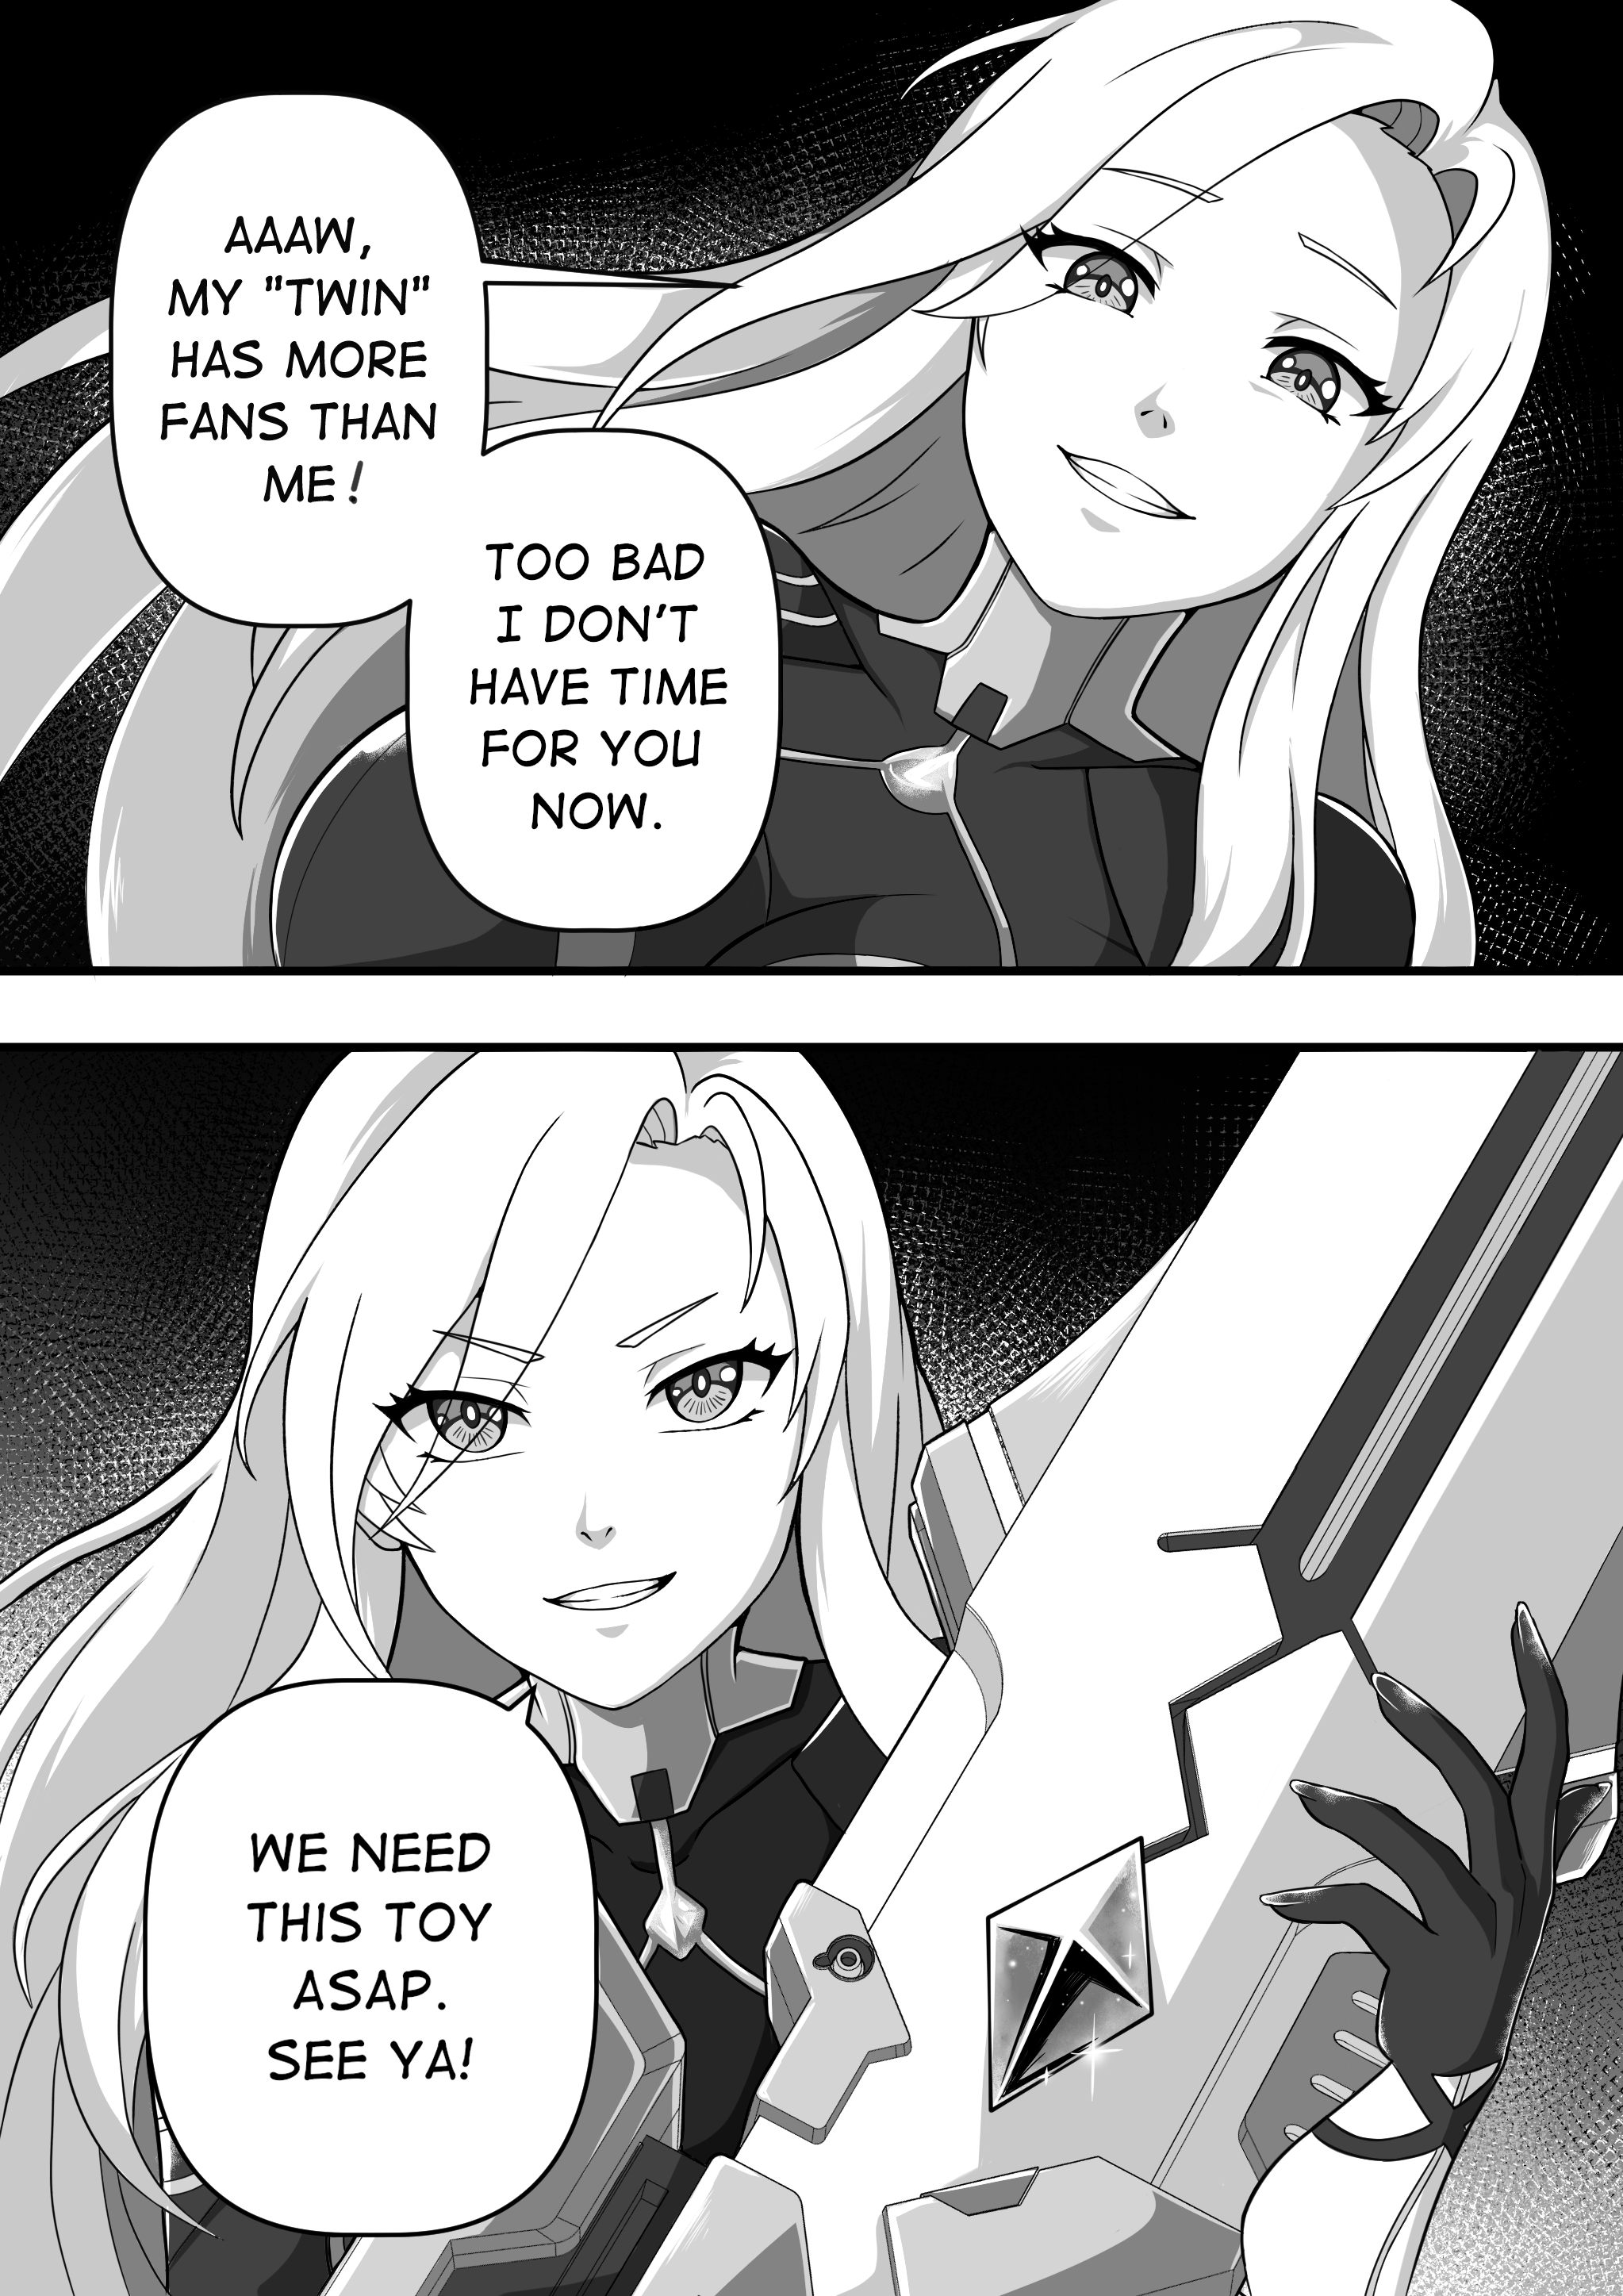 AAAW,
MY "TWIN"
HAS MORE
FANS THAN
ME!
TOO BAD
I DON'T
HAVE TIME
FOR YOU
NOW.
WE NEED
THIS TOY
ASAP.
SEE YA!